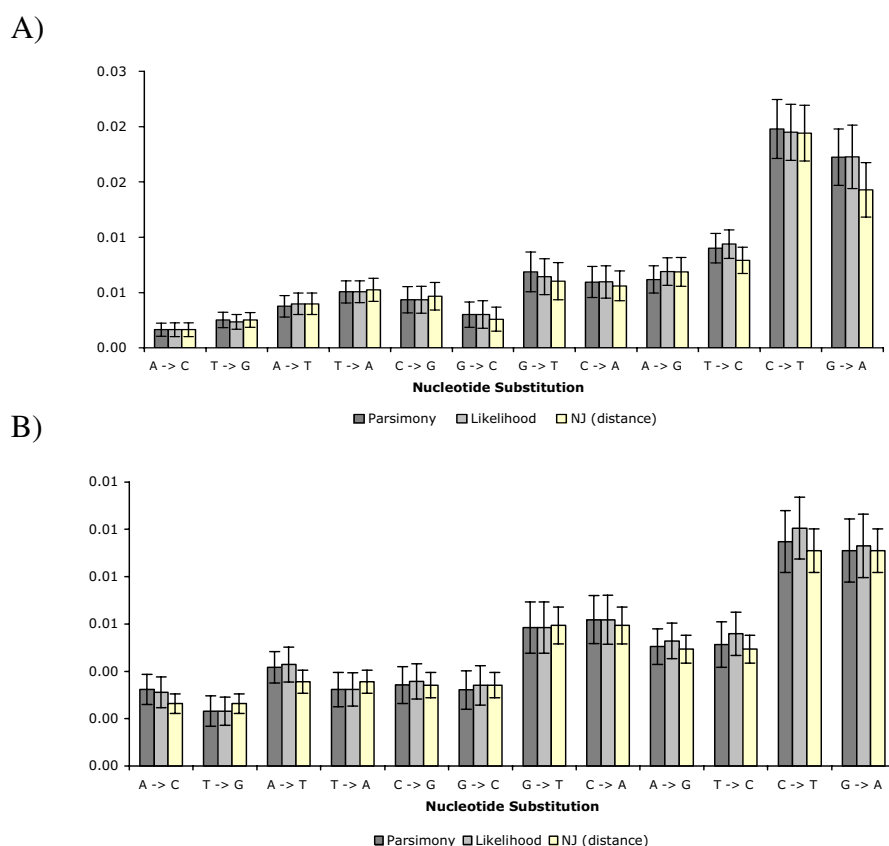 A)
0.03
0.02
0.02
0.01
0.01
0.00
A -> C T -> G A -> T T -> A C -> G G -> C G -> T C -> A A -> G T -> C C -> T G -> A
Nucleotide Substitution
Parsimony Likelihood NJ (distance)
B)
0.01
0.01
0.01
0.01
0.00
0.00
0.00
A -> C T -> G A -> T T -> A C -> G G -> C G -> T C -> A A -> G T -> C C -> T G -> A
Nucleotide Substitution
Parsimony Likelihood NJ (distance)